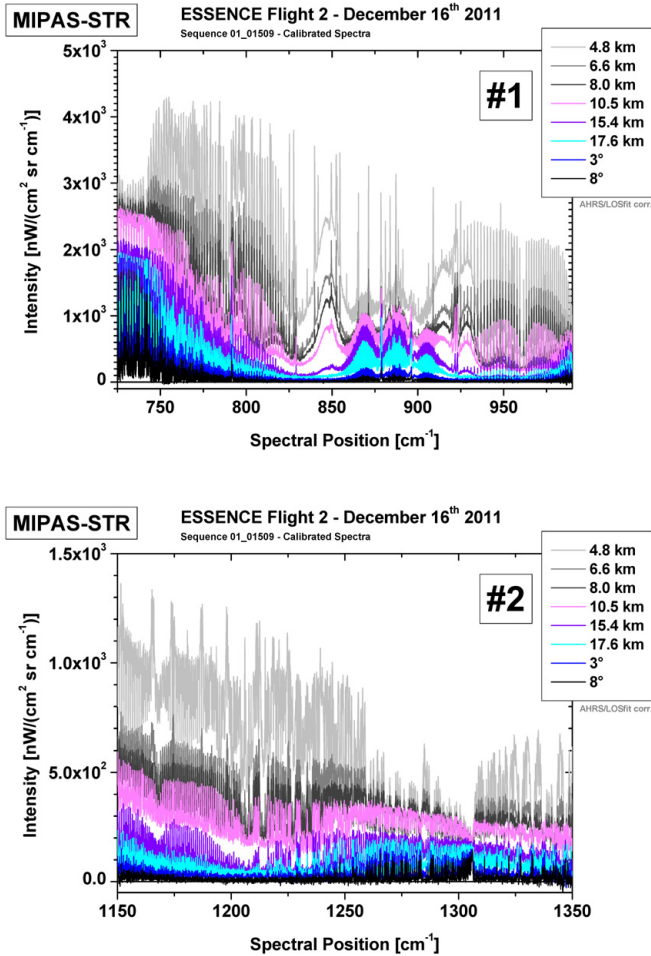 MIPAS-STR
ESSENCE Flight 2 - December 16th 2011
Sequence 01_01509 - Calibrated Spectra
#1
4.8 km
6.6 km
8.0 km
10.5 km
15.4 km
17.6 km
3°
8°
AHRS/LOSfit corr.
5x10³
4x10³
3x10³
2x10³
1x10³
0
Intensity [nW/(cm² sr cm⁻¹)]
750 800 850 900 950
Spectral Position [cm⁻¹]
MIPAS-STR
ESSENCE Flight 2 - December 16th 2011
Sequence 01_01509 - Calibrated Spectra
#2
4.8 km
6.6 km
8.0 km
10.5 km
15.4 km
17.6 km
3°
8°
AHRS/LOSfit corr.
1.5x10³
1.0x10³
5.0x10²
0.0
Intensity [nW/(cm² sr cm⁻¹)]
1150 1200 1250 1300 1350
Spectral Position [cm⁻¹]